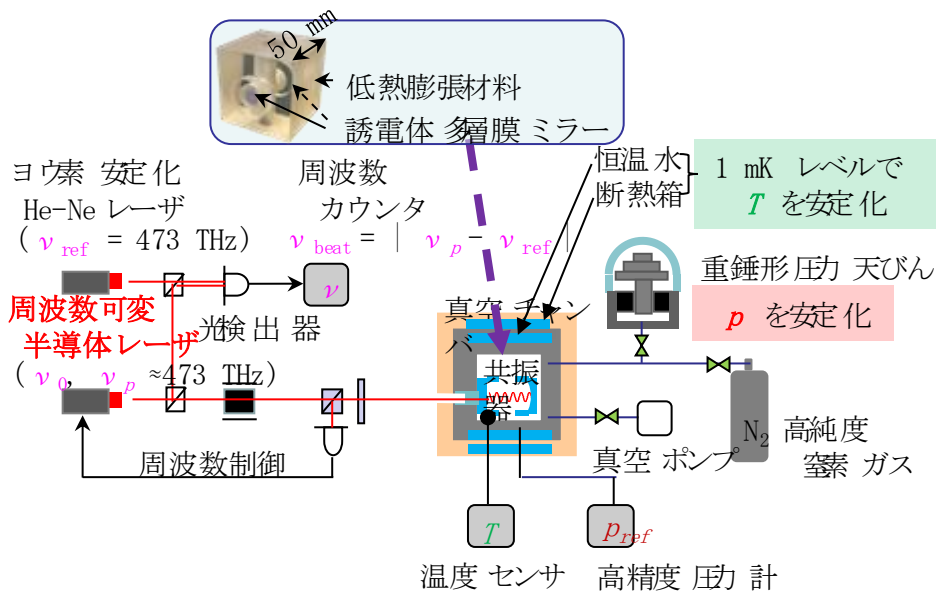 50 mm
低熱膨張材料
誘電体 多層膜 ミラー
ヨウ素 安定化
He-Ne レーザ
( ν ref = 473 THz)
周波数
カウンタ
ν beat = | ν p − ν ref |
恒温 水
断熱箱
1 mK レベルで
T を安定化
重錘形 圧力 天びん
p を安定 化
ν
光検出 器
周波数可変
半導体レーザ
( ν 0, ν p ≈473 THz)
真空 チャン
バ
共振
器
周波数制御
真空 ポンプ
N2
高純度
窒素 ガス
T
pref
温度 センサ
高精度 圧力 計